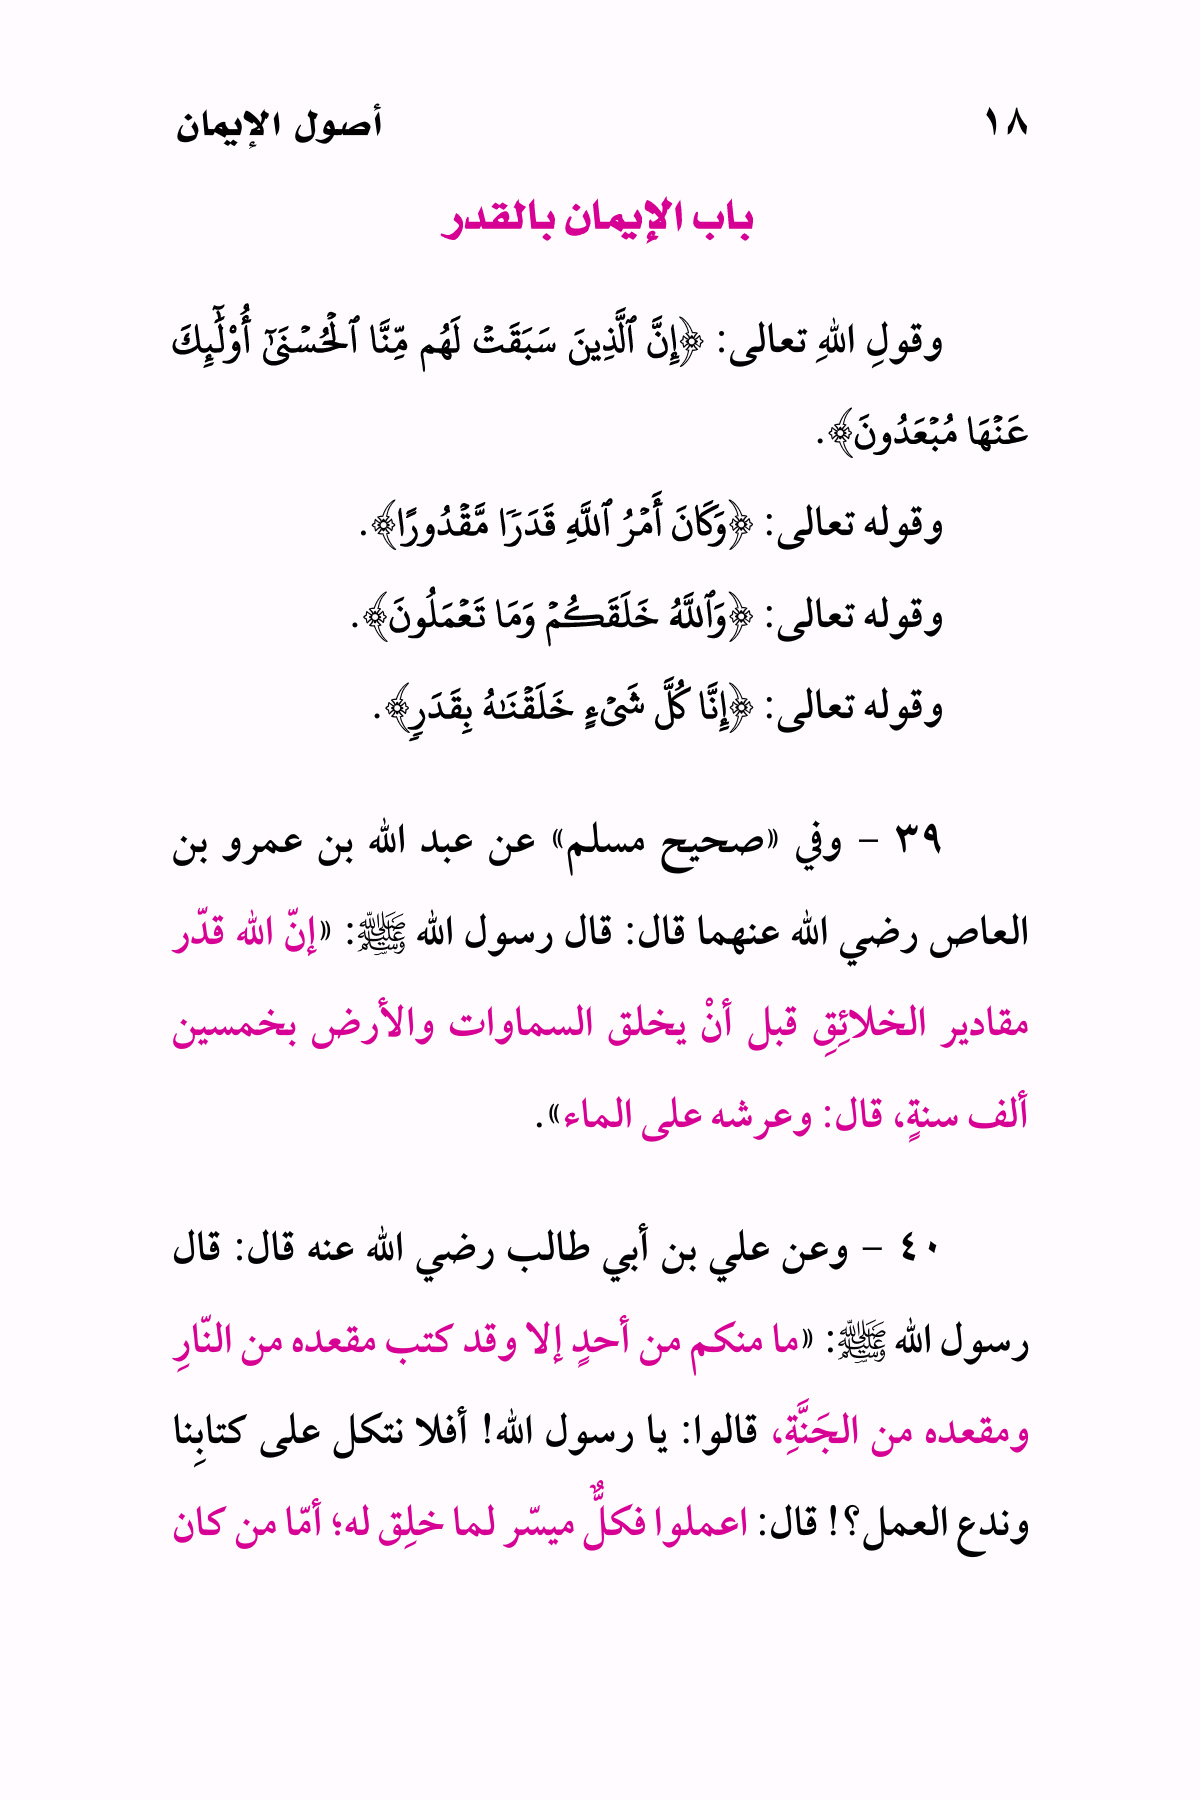 ١٨ أصول الإيمان
باب الإيمان بالقدر
وقولِ اللهِ تعالى: ﴿إِنَّ ٱلَّذِينَ سَبَقَتْ لَهُم مِّنَّا ٱلْحُسْنَىٰٓ أُوْلَٰٓئِكَ
عَنْهَا مُبْعَدُونَ﴾.
وقوله تعالى: ﴿وَكَانَ أَمْرُ ٱللَّهِ قَدَرًا مَّقْدُورًا﴾.
وقوله تعالى: ﴿وَٱللَّهُ خَلَقَكُمْ وَمَا تَعْمَلُونَ﴾.
وقوله تعالى: ﴿إِنَّا كُلَّ شَىْءٍ خَلَقْنَٰهُ بِقَدَرٍ﴾.
٣٩ – وفي «صحيح مسلم» عن عبد الله بن عمرو بن
العاص رضي الله عنهما قال: قال رسول الله ﷺ: «إنّ الله قدّر
مقادير الخلائِقِ قبل أنْ يخلق السماوات والأرض بخمسين
ألف سنةٍ، قال: وعرشه على الماء».
٤٠ – وعن علي بن أبي طالب رضي الله عنه قال: قال
رسول الله ﷺ: «ما منكم من أحدٍ إلا وقد كتب مقعده من النّارِ
ومقعده من الجَنَّةِ، قالوا: يا رسول الله! أفلا نتكل على كتابِنا
وندع العمل؟! قال: اعملوا فكلٌّ ميسّر لما خلِق له؛ أمّا من كان